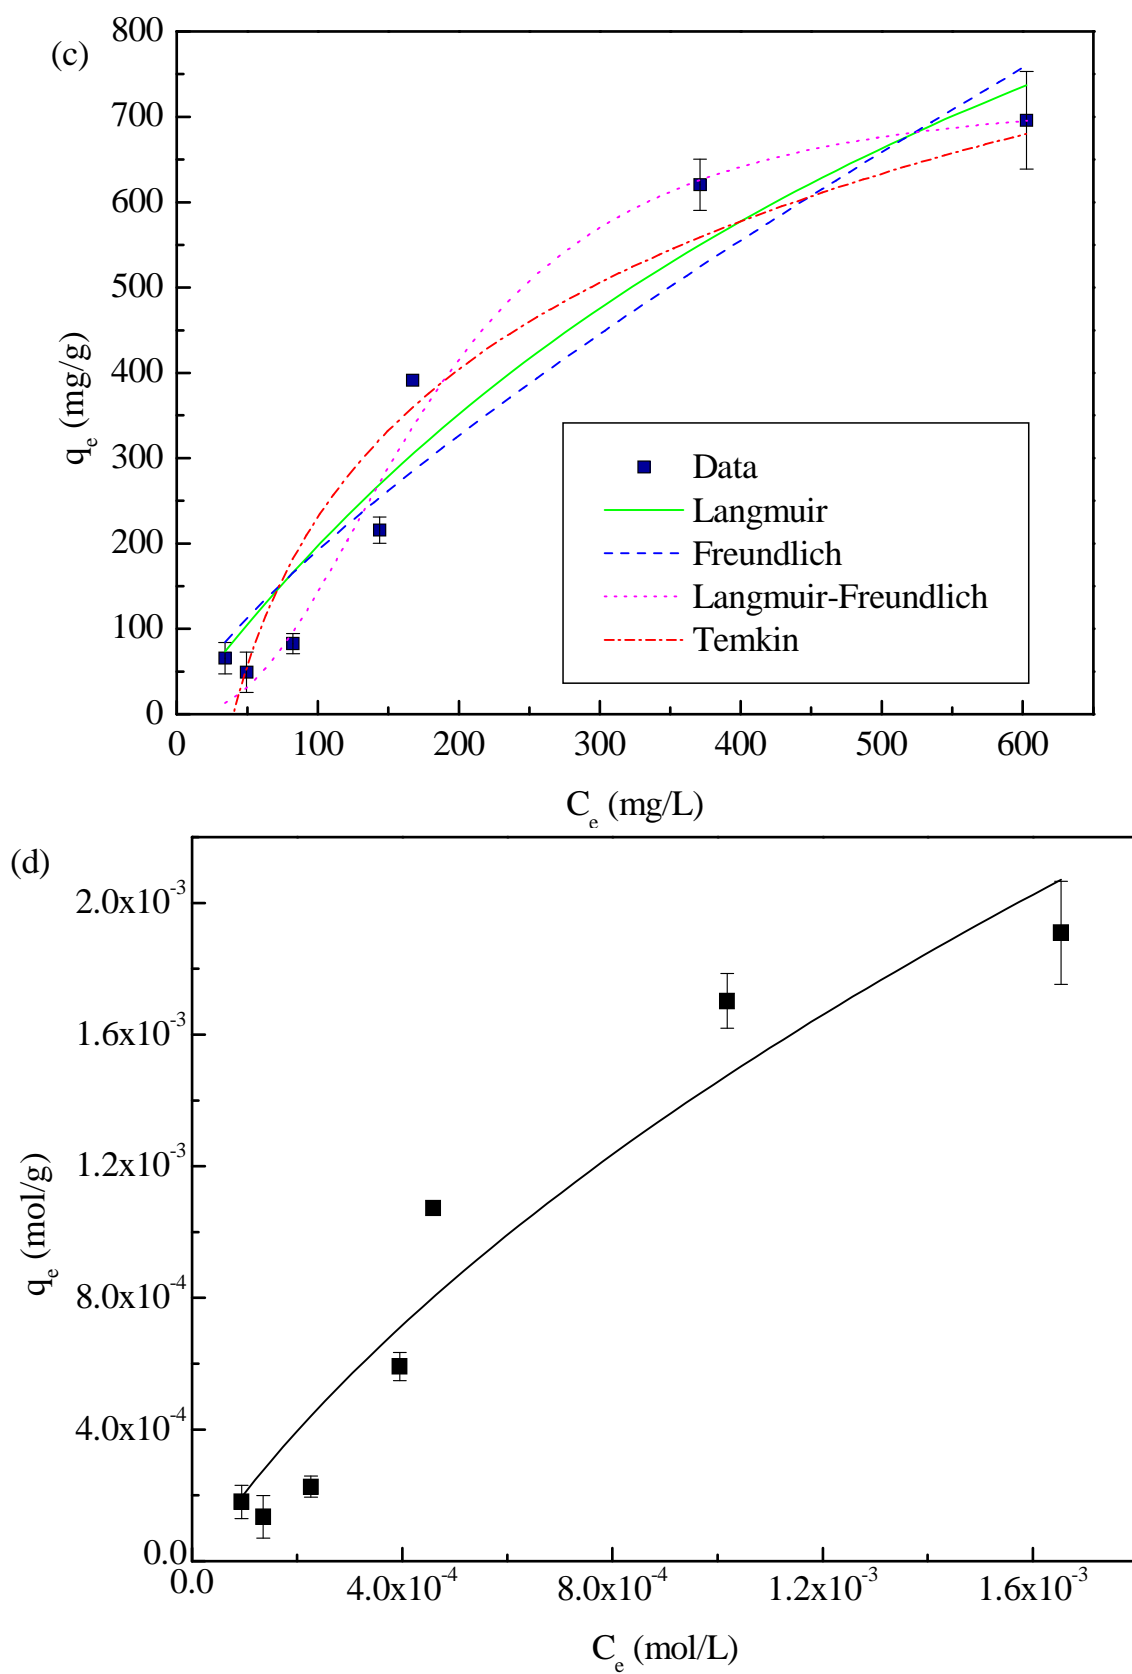 (c)
800
700
600
500
400
300
200
100
0
q_e (mg/g)
Data
Langmuir
Freundlich
Langmuir-Freundlich
Temkin
0 100 200 300 400 500 600
C_e (mg/L)
(d)
2.0x10^-3
1.6x10^-3
1.2x10^-3
8.0x10^-4
4.0x10^-4
0.0
q_e (mol/g)
0.0 4.0x10^-4 8.0x10^-4 1.2x10^-3 1.6x10^-3
C_e (mol/L)